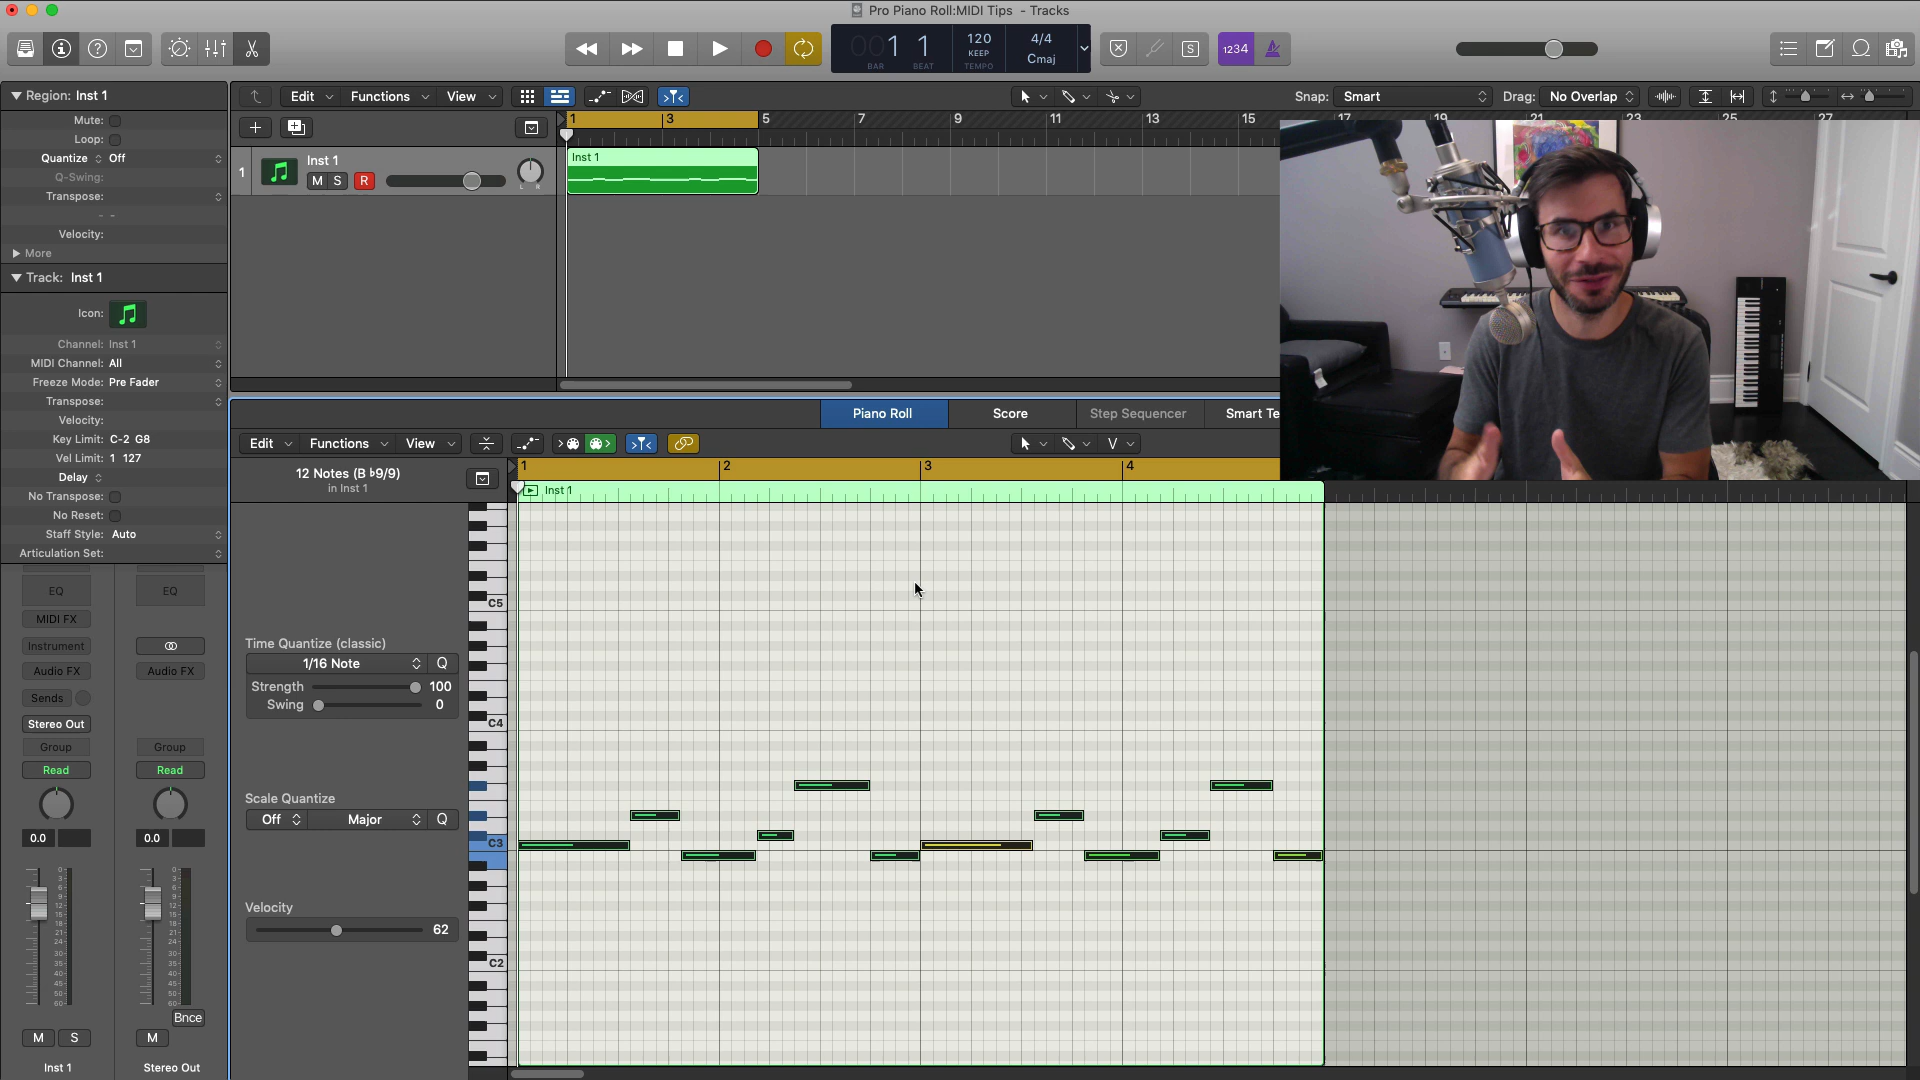 Pro Piano Roll:MIDI Tips - Tracks
001 1
BAR BEAT
120
KEEP
TEMPO
4/4
Cmaj
S
1234
Region: Inst 1
Mute:
Loop:
Quantize Off
Q-Swing:
Transpose:
- -
Velocity:
More
Track: Inst 1
Icon:
Channel: Inst 1
MIDI Channel: All
Freeze Mode: Pre Fader
Transpose:
Velocity:
Key Limit: C-2 G8
Vel Limit: 1 127
Delay
No Transpose:
No Reset:
Staff Style: Auto
Articulation Set:
EQ EQ
MIDI FX
Instrument
Audio FX Audio FX
Sends
Stereo Out
Group Group
Read Read
0.0 0.0
Bnce
M S M
Inst 1 Stereo Out
Edit Functions View
Snap: Smart Drag: No Overlap
1 3 5 7 9 11 13 15 17 19 21 23 25 27
1 Inst 1
M S R
L R
Inst 1
Piano Roll Score Step Sequencer Smart Te
Edit Functions View
V
12 Notes (B ♭9/9)
in Inst 1
1 2 3 4
Inst 1
Time Quantize (classic)
1/16 Note Q
Strength 100
Swing 0
Scale Quantize
Off Major Q
Velocity
62
C5
C4
C3
C2